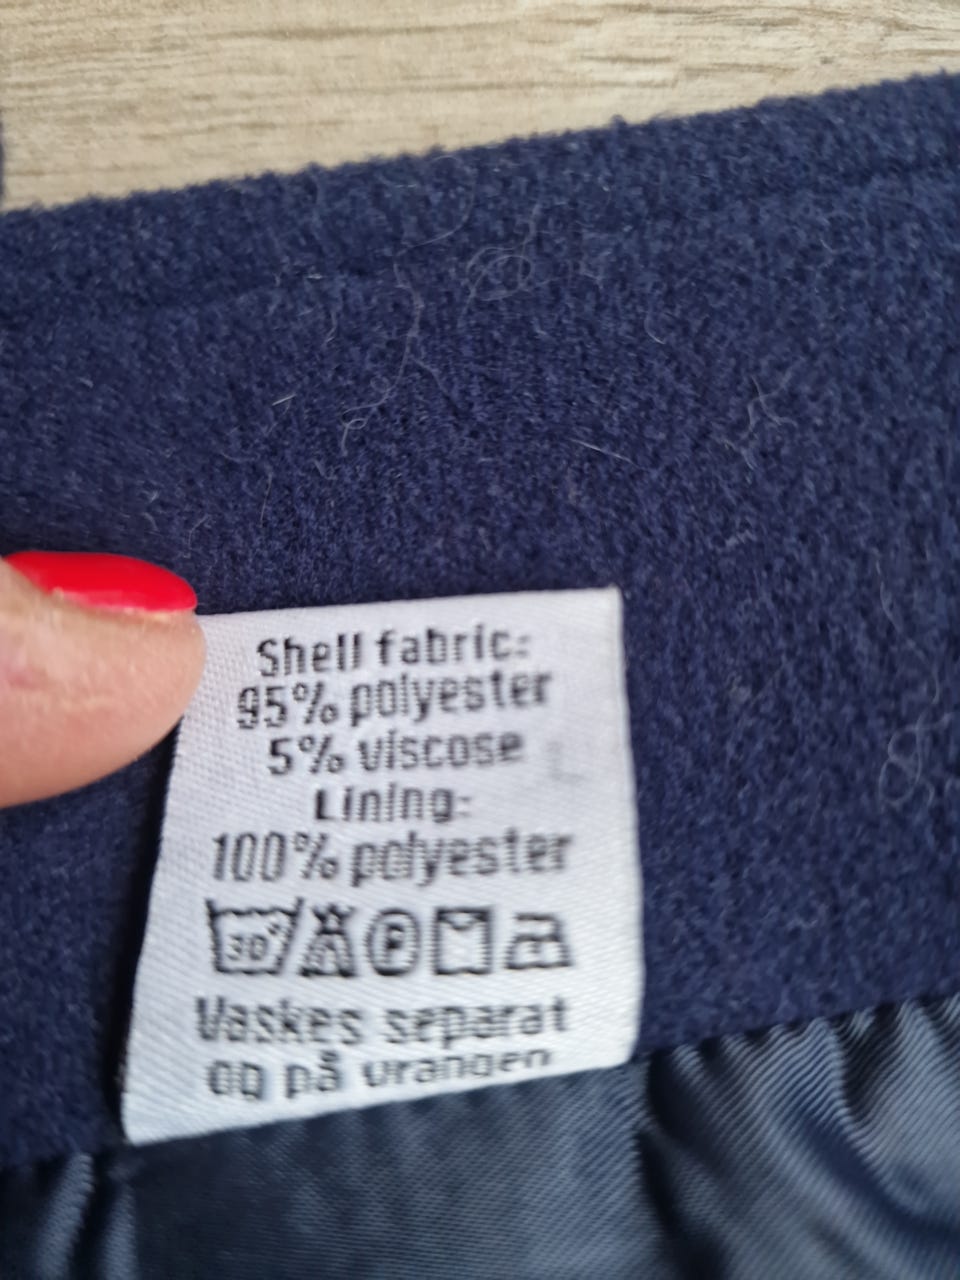 Shell fabric:
95% polyester
5% viscose
Lining:
100% polyester
30° P
Vaskes separat
og på vrangen